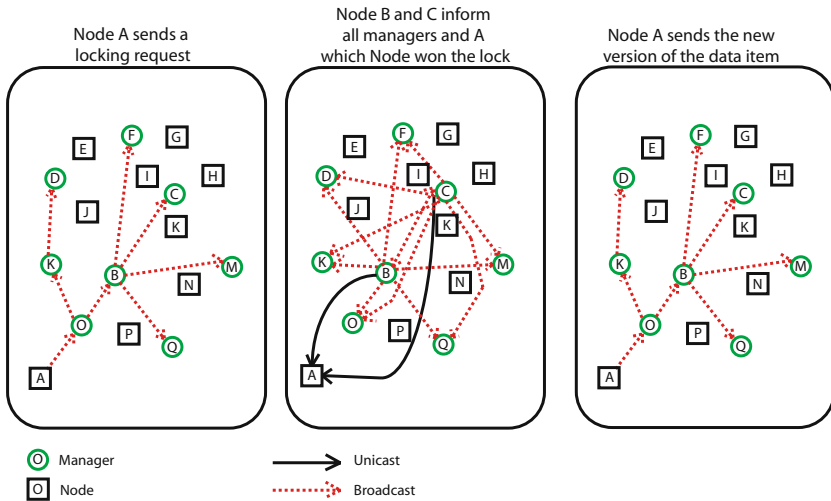 Node A sends a
locking request
Node B and C inform
all managers and A
which Node won the lock
Node A sends the new
version of the data item
E
F
G
D
I
H
C
J
K
K
B
M
N
O
P
Q
A
E
F
G
D
I
H
C
J
K
K
B
M
N
O
P
Q
A
E
F
G
D
I
H
C
J
K
K
B
M
N
O
P
Q
A
O Manager
Unicast
O Node
Broadcast